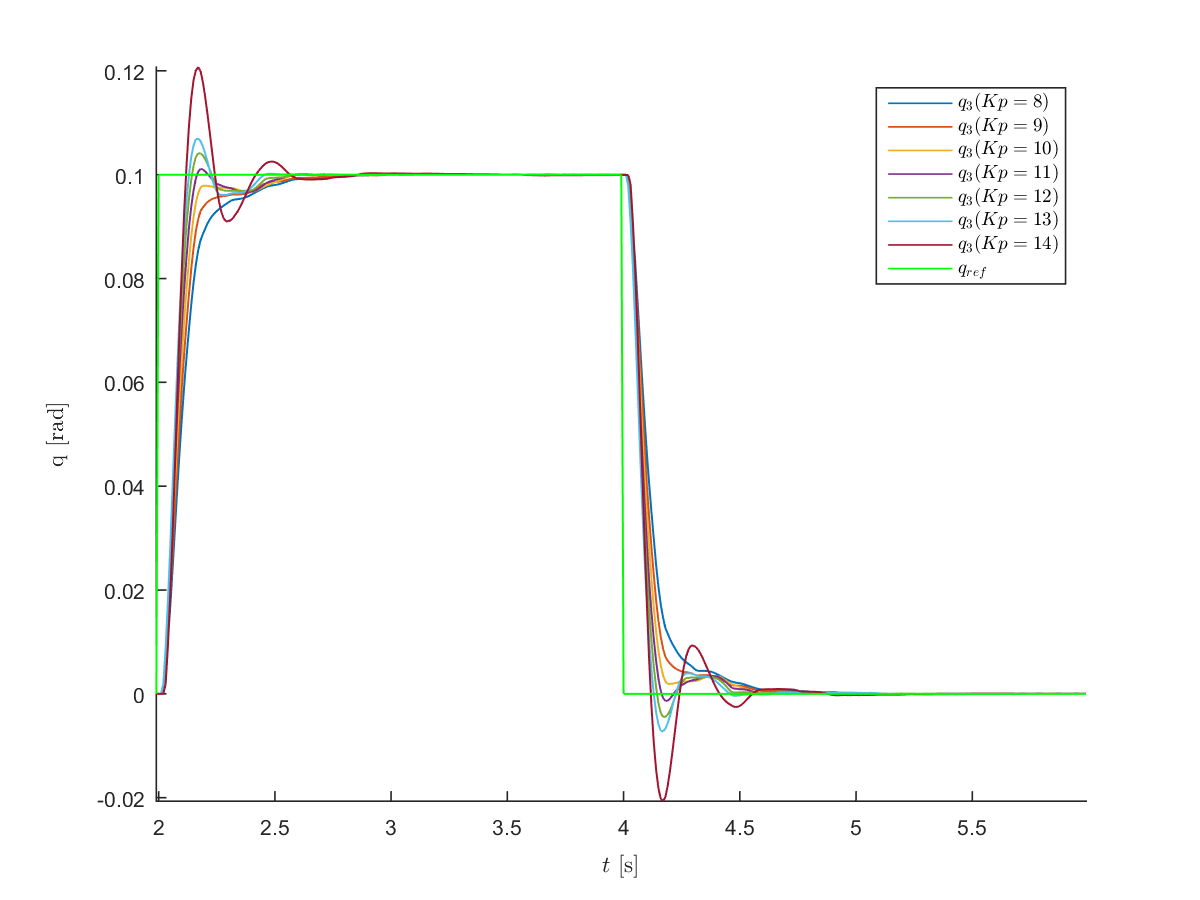 0.12
0.1
0.08
0.06
0.04
0.02
0
-0.02
q [rad]
2 2.5 3 3.5 4 4.5 5 5.5
t [s]
q₃(Kp = 8)
q₃(Kp = 9)
q₃(Kp = 10)
q₃(Kp = 11)
q₃(Kp = 12)
q₃(Kp = 13)
q₃(Kp = 14)
q_ref